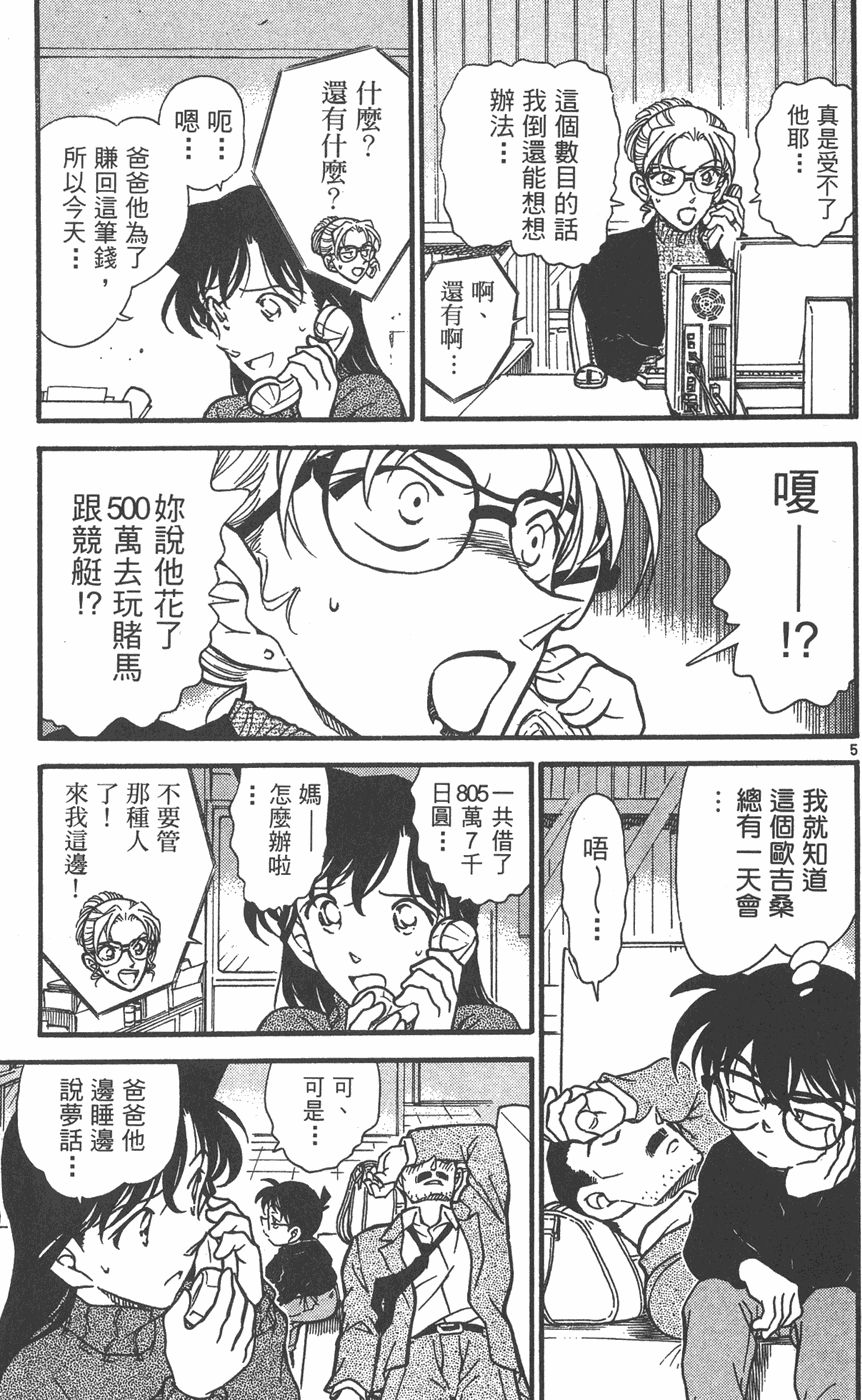 真是受不了
他耶…
這個數目的話
我倒還能想想
辦法…
啊、
還有啊…
什麼?
還有什麼?
呃…
嗯…
爸爸他為了
賺回這筆錢，
所以今天…
嗄——!?
妳說他花了
500萬去玩賭馬
跟競艇!?
5
我就知道
這個歐吉桑
總有一天會
…
唔～…
一共借了
805萬7千
日圓…
媽——
怎麼辦啦
…
不要管
那種人
了！
來我這邊！
可、
可是…
爸爸他
邊睡邊
說夢話…